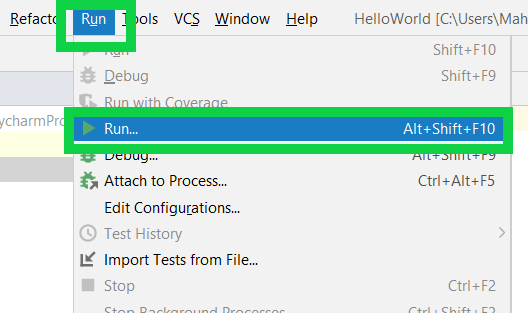 Refactor Run Tools VCS Window Help HelloWorld [C:\Users\Mah
Run Shift+F10
Debug Shift+F9
Run with Coverage
ycharmPro
Run... Alt+Shift+F10
Debug... Alt+Shift+F9
Attach to Process... Ctrl+Alt+F5
Edit Configurations...
Test History
Import Tests from File...
Stop Ctrl+F2
Stop Background Processes... Ctrl+Shift+F2